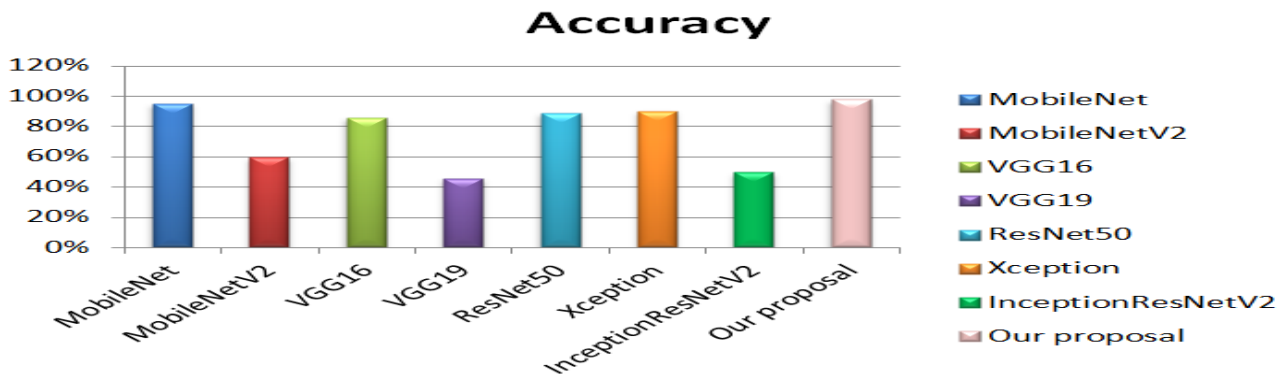 Accuracy
120%
100%
80%
60%
40%
20%
0%
MobileNet
MobileNetV2
VGG16
VGG19
ResNet50
Xception
InceptionResNetV2
Our proposal
MobileNet
MobileNetV2
VGG16
VGG19
ResNet50
Xception
InceptionResNetV2
Our proposal